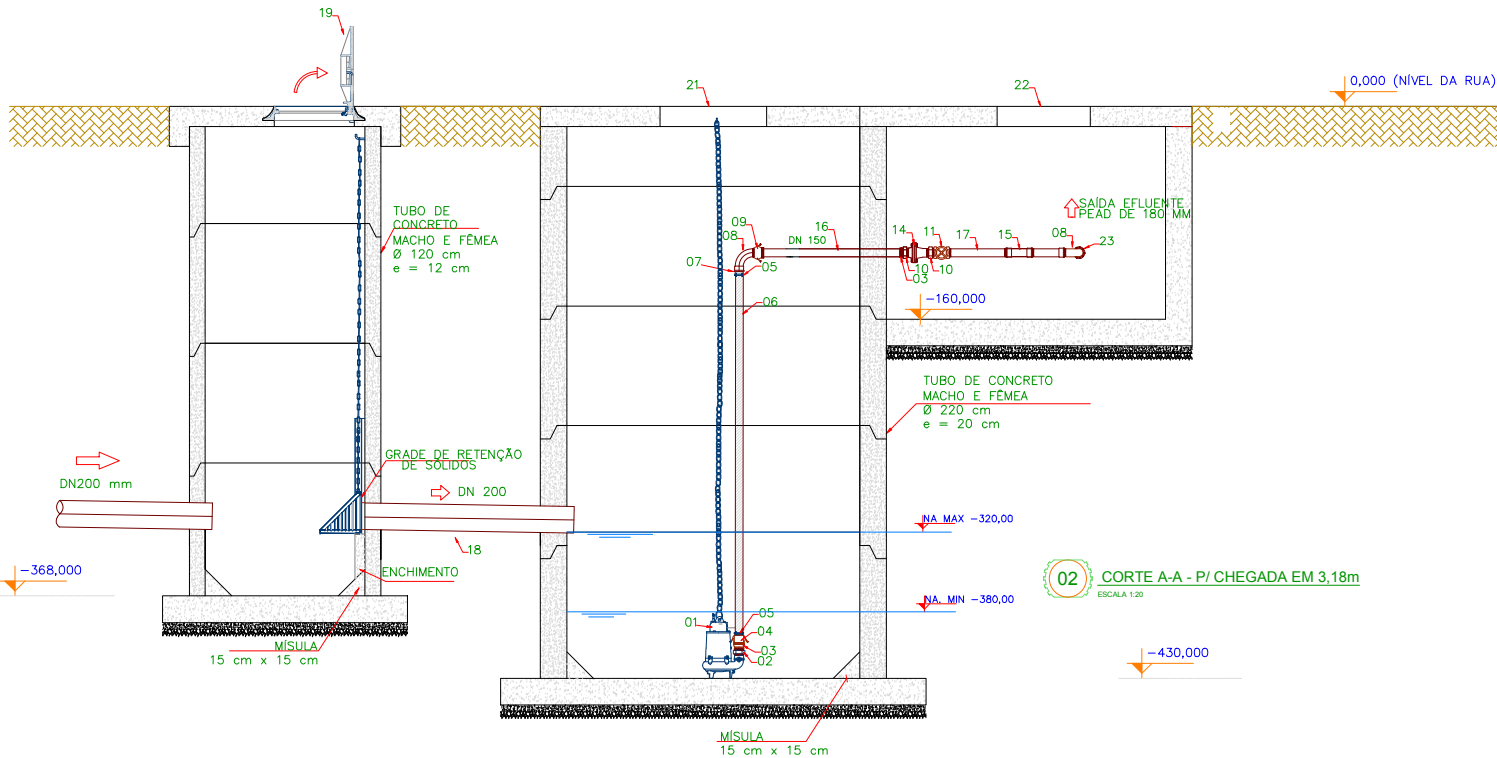 19
21
22
0,000 (NÍVEL DA RUA)
TUBO DE
CONCRETO
MACHO E FÊMEA
Ø 120 cm
e = 12 cm
09
08
16
DN 150
07
05
06
14
11
17
15
08
23
10
03
10
SAÍDA EFLUENTE
PEAD DE 180 MM
-160,000
TUBO DE CONCRETO
MACHO E FÊMEA
Ø 220 cm
e = 20 cm
GRADE DE RETENÇÃO
DE SÓLIDOS
DN200 mm
DN 200
18
NA MAX -320,00
-368,000
ENCHIMENTO
NA. MIN -380,00
02
CORTE A-A - P/ CHEGADA EM 3,18m
ESCALA 1:20
01
05
04
03
02
MÍSULA
15 cm x 15 cm
-430,000
MÍSULA
15 cm x 15 cm